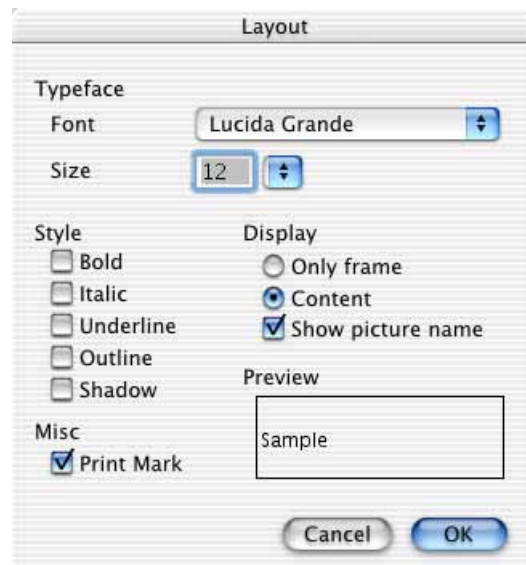 Layout
Typeface
Font
Lucida Grande
Size
12
Style
Bold
Italic
Underline
Outline
Shadow
Misc
Print Mark
Display
Only frame
Content
Show picture name
Preview
Sample
Cancel
OK